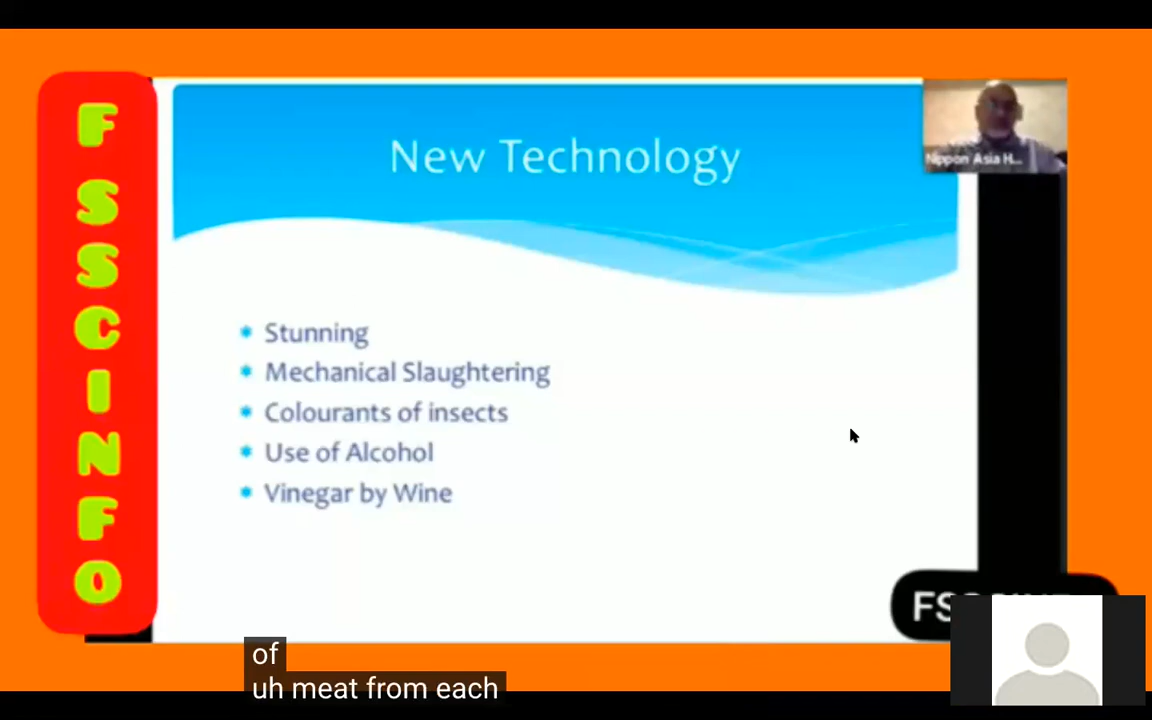 FSSCINFO
New Technology
Nippon Asia H...
Stunning
Mechanical Slaughtering
Colourants of insects
Use of Alcohol
Vinegar by Wine
of
uh meat from each